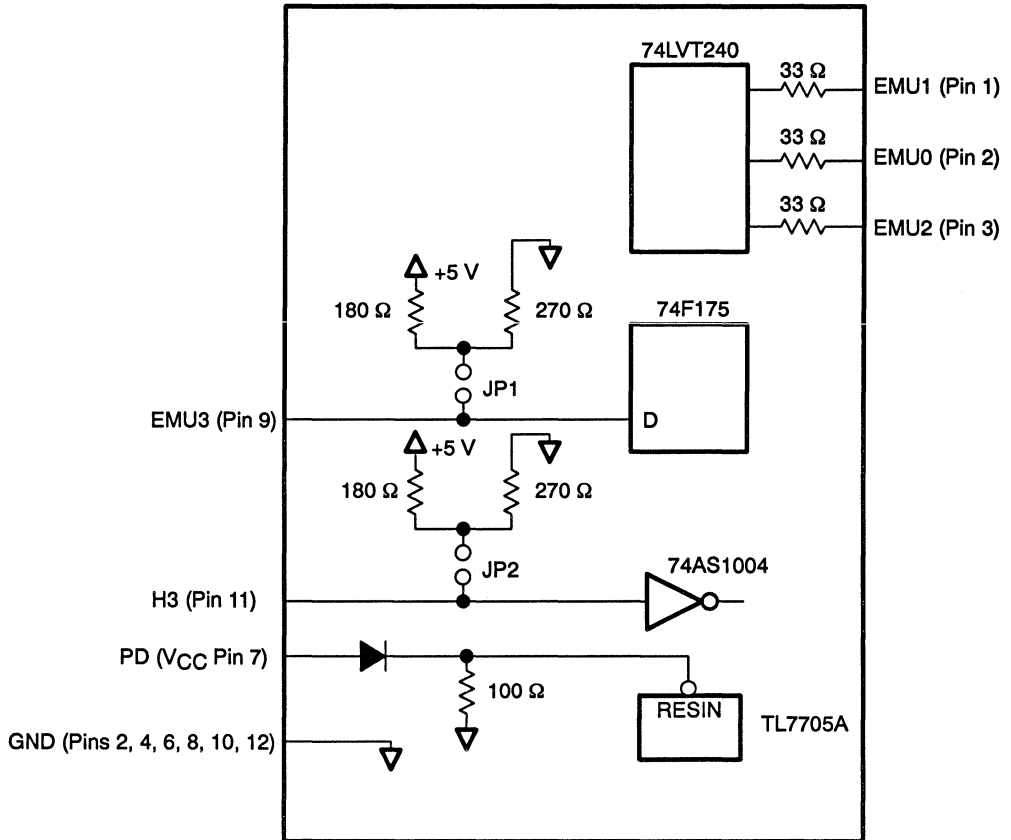 74LVT240
33 Ω
EMU1 (Pin 1)
33 Ω
EMU0 (Pin 2)
33 Ω
EMU2 (Pin 3)
+5 V
180 Ω
270 Ω
74F175
JP1
EMU3 (Pin 9)
D
+5 V
180 Ω
270 Ω
JP2
74AS1004
H3 (Pin 11)
PD (VCC Pin 7)
100 Ω
RESIN
TL7705A
GND (Pins 2, 4, 6, 8, 10, 12)